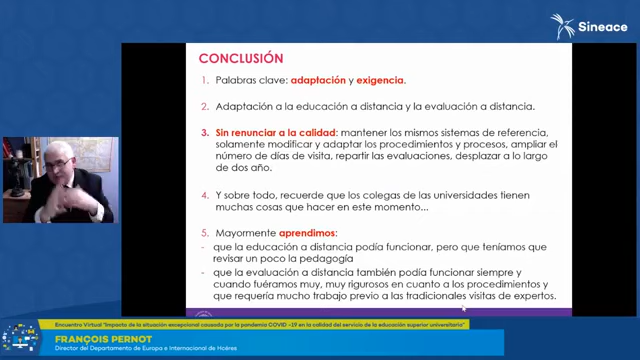 Sineace
CONCLUSIÓN
1. Palabras clave: adaptación y exigencia.
2. Adaptación a la educación a distancia y la evaluación a distancia.
3. Sin renunciar a la calidad: mantener los mismos sistemas de referencia,
solamente modificar y adaptar los procedimientos y procesos, ampliar el
número de días de visita, repartir las evaluaciones, desplazar a lo largo
de dos año.
4. Y sobre todo, recuerde que los colegas de las universidades tienen
muchas cosas que hacer en este momento...
5. Mayormente aprendimos:
- que la educación a distancia podía funcionar, pero que teníamos que
revisar un poco la pedagogía
- que la evaluación a distancia también podía funcionar siempre y
cuando fuéramos muy, muy rigurosos en cuanto a los procedimientos y
que requería mucho trabajo previo a las tradicionales visitas de expertos.
Encuentro Virtual "Impacto de la situación excepcional causada por la pandemia COVID -19 en la calidad del servicio de la educación superior universitaria"
FRANÇOIS PERNOT
Director del Departamento de Europa e Internacional de Hcéres